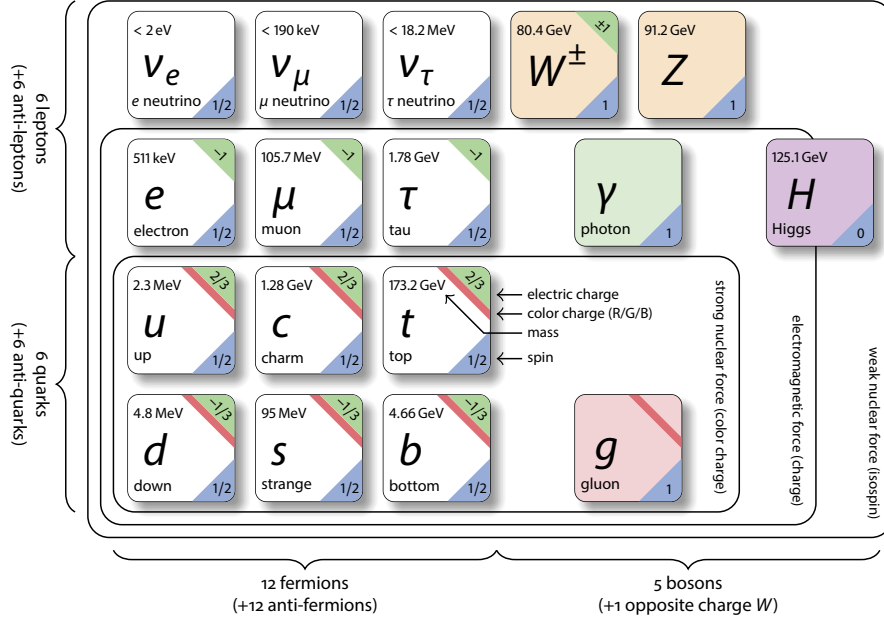 6 leptons
(+6 anti-leptons)
6 quarks
(+6 anti-quarks)
< 2 eV
νe
e neutrino
1/2
< 190 keV
νμ
μ neutrino
1/2
< 18.2 MeV
ντ
τ neutrino
1/2
80.4 GeV
±1
W±
1
91.2 GeV
Z
1
511 keV
−1
e
electron
1/2
105.7 MeV
−1
μ
muon
1/2
1.78 GeV
−1
τ
tau
1/2
γ
photon
1
125.1 GeV
H
Higgs
0
2.3 MeV
2/3
u
up
1/2
1.28 GeV
2/3
c
charm
1/2
173.2 GeV
2/3
t
top
1/2
electric charge
color charge (R/G/B)
mass
spin
4.8 MeV
−1/3
d
down
1/2
95 MeV
−1/3
s
strange
1/2
4.66 GeV
−1/3
b
bottom
1/2
g
gluon
1
strong nuclear force (color charge)
electromagnetic force (charge)
weak nuclear force (isospin)
12 fermions
(+12 anti-fermions)
5 bosons
(+1 opposite charge W)